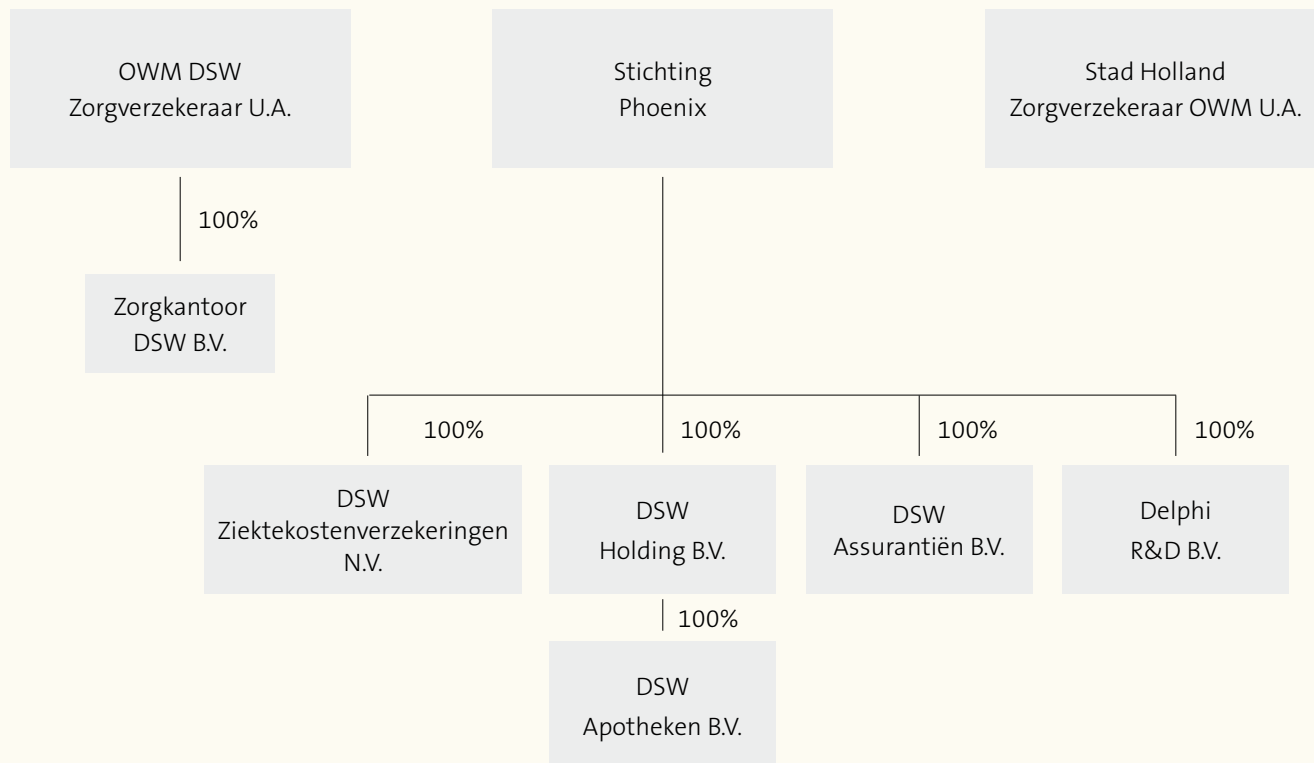 OWM DSW
Zorgverzekeraar U.A.
Stichting
Phoenix
Stad Holland
Zorgverzekeraar OWM U.A.
100%
Zorgkantoor
DSW B.V.
100%
100%
100%
100%
DSW
Ziektekostenverzekeringen
N.V.
DSW
Holding B.V.
DSW
Assurantiën B.V.
Delphi
R&D B.V.
100%
DSW
Apotheken B.V.